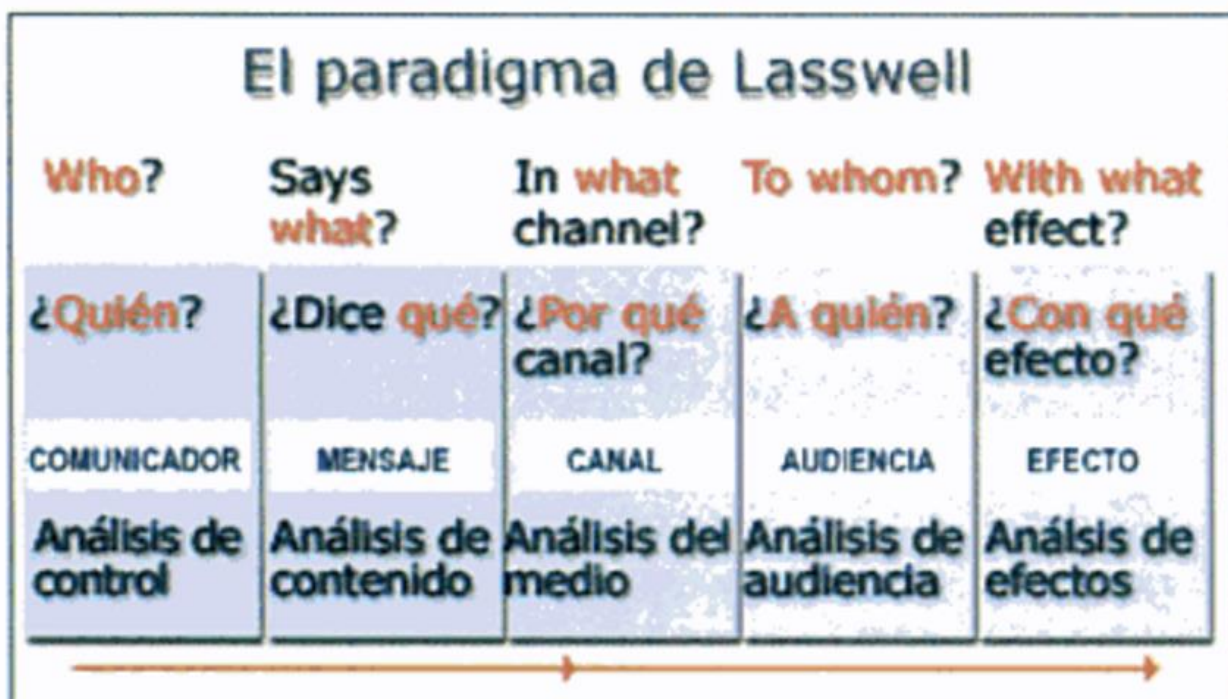 El paradigma de Lasswell
Who?
Says
what?
In what
channel?
To whom?
With what
effect?
¿Quién?
¿Dice qué?
¿Por qué
canal?
¿A quién?
¿Con qué
efecto?
COMUNICADOR
MENSAJE
CANAL
AUDIENCIA
EFECTO
Análisis de
control
Análisis de
contenido
Análisis del
medio
Análisis de
audiencia
Análsis de
efectos